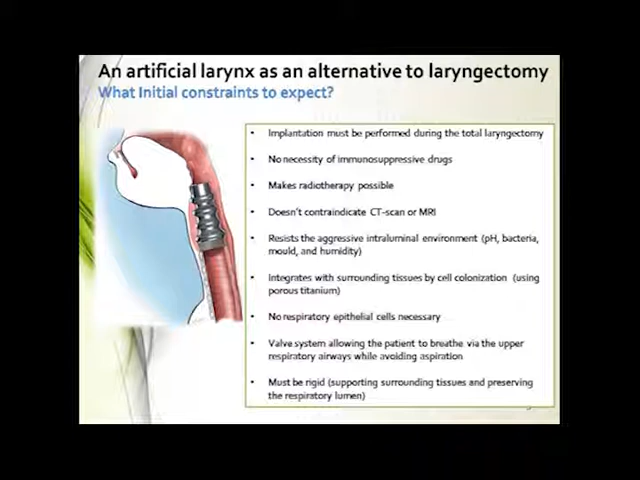 An artificial larynx as an alternative to laryngectomy
What Initial constraints to expect?
• Implantation must be performed during the total laryngectomy
• No necessity of immunosuppressive drugs
• Makes radiotherapy possible
• Doesn't contraindicate CT-scan or MRI
• Resists the aggressive intraluminal environment (pH, bacteria,
mould, and humidity)
• Integrates with surrounding tissues by cell colonization (using
porous titanium)
• No respiratory epithelial cells necessary
• Valve system allowing the patient to breathe via the upper
respiratory airways while avoiding aspiration
• Must be rigid (supporting surrounding tissues and preserving
the respiratory lumen)